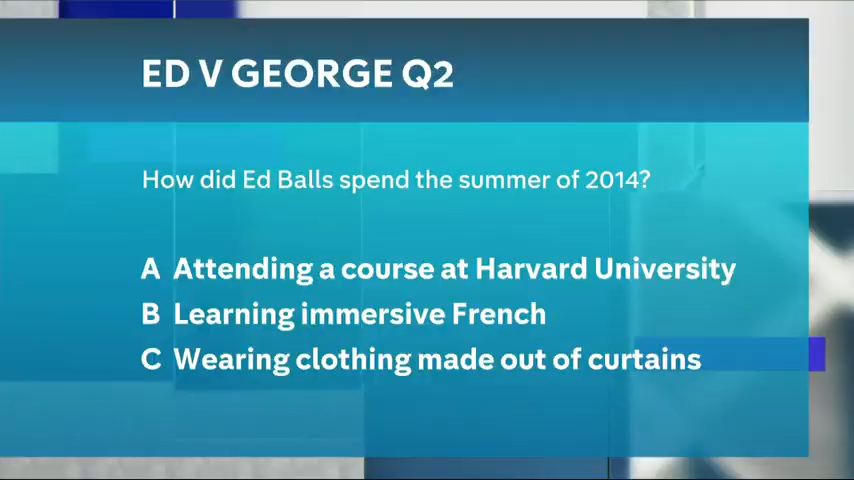 ED V GEORGE Q2
How did Ed Balls spend the summer of 2014?
A Attending a course at Harvard University
B Learning immersive French
C Wearing clothing made out of curtains